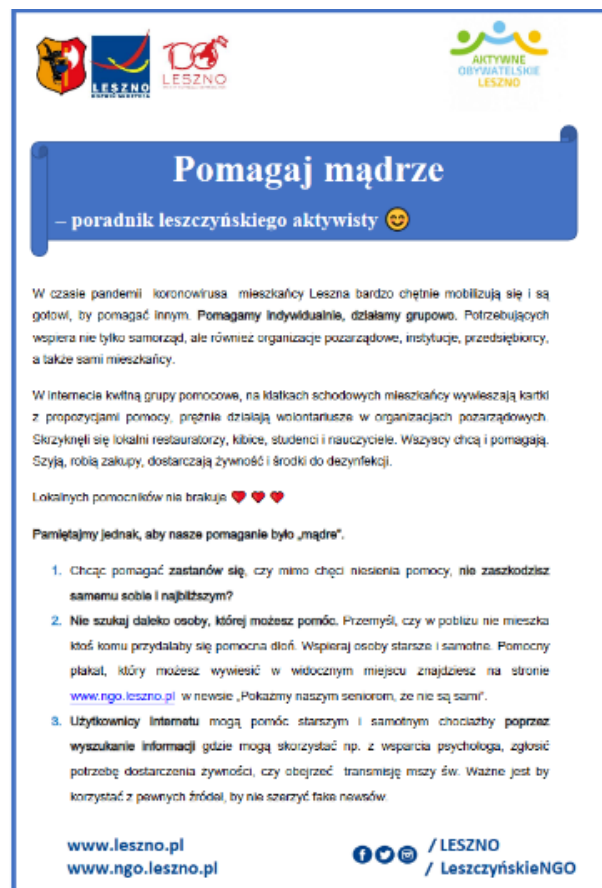 LESZNO
ROZWIŃ SKRZYDŁA
100
LESZNO
AKTYWNE
OBYWATELSKIE
LESZNO
Pomagaj mądrze
– poradnik leszczyńskiego aktywisty 😊
W czasie pandemii koronowirusa mieszkańcy Leszna bardzo chętnie mobilizują się i są
gotowi, by pomagać innym. Pomagamy indywidualnie, działamy grupowo. Potrzebujących
wspiera nie tylko samorząd, ale również organizacje pozarządowe, instytucje, przedsiębiorcy,
a także sami mieszkańcy.
W internecie kwitną grupy pomocowe, na klatkach schodowych mieszkańcy wywieszają kartki
z propozycjami pomocy, prężnie działają wolontariusze w organizacjach pozarządowych.
Skrzyknęli się lokalni restauratorzy, kibice, studenci i nauczyciele. Wszyscy chcą i pomagają.
Szyją, robią zakupy, dostarczają żywność i środki do dezynfekcji.
Lokalnych pomocników nie brakuje ❤ ❤ ❤
Pamiętajmy jednak, aby nasze pomaganie było „mądre".
1. Chcąc pomagać zastanów się, czy mimo chęci niesienia pomocy, nie zaszkodzisz
samemu sobie i najbliższym?
2. Nie szukaj daleko osoby, której możesz pomóc. Przemyśl, czy w pobliżu nie mieszka
ktoś komu przydałaby się pomocna dłoń. Wspieraj osoby starsze i samotne. Pomocny
plakat, który możesz wywiesić w widocznym miejscu znajdziesz na stronie
www.ngo.leszno.pl w newsie „Pokażmy naszym seniorom, że nie są sami".
3. Użytkownicy Internetu mogą pomóc starszym i samotnym chociażby poprzez
wyszukanie informacji gdzie mogą skorzystać np. z wsparcia psychologa, zgłosić
potrzebę dostarczenia żywności, czy obejrzeć transmisję mszy św. Ważne jest by
korzystać z pewnych źródeł, by nie szerzyć fake newsów.
www.leszno.pl
/ LESZNO
www.ngo.leszno.pl
/ LeszczyńskieNGO